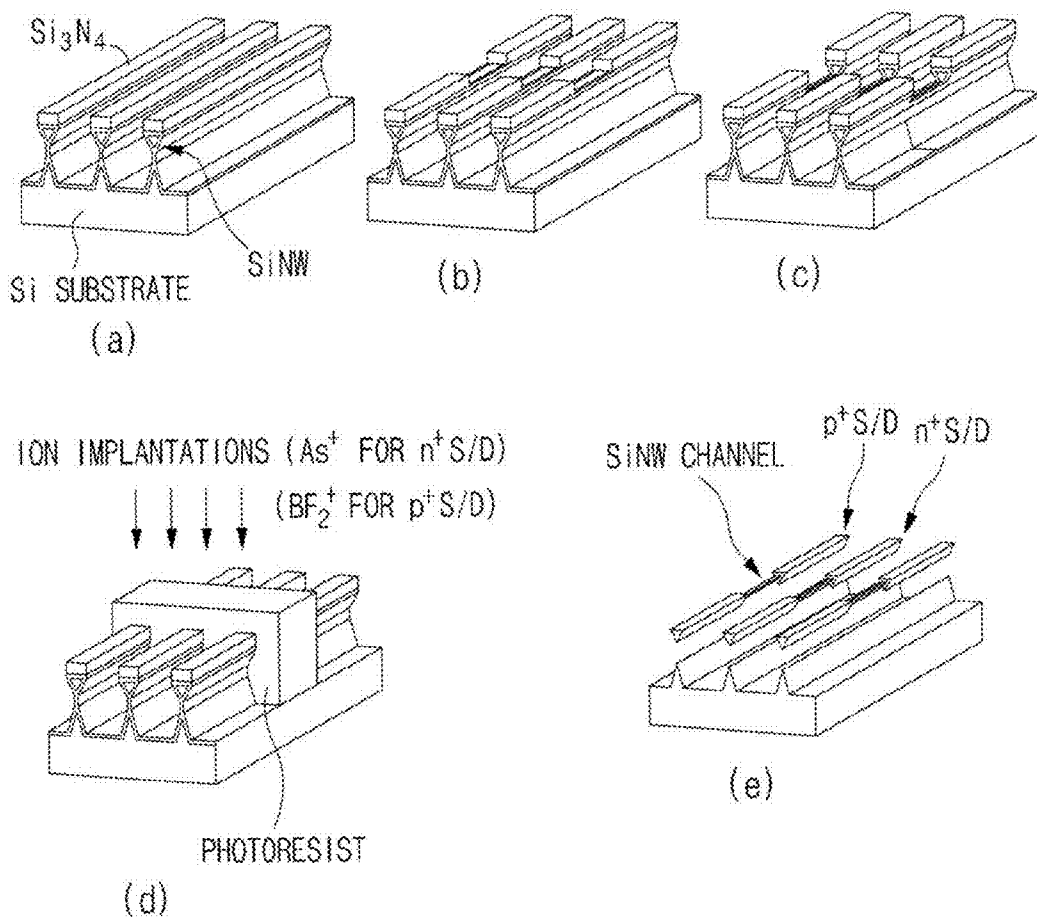 Si₃N₄
SiNW
Si SUBSTRATE
(a)
(b)
(c)
ION IMPLANTATIONS (As⁺ FOR n⁺S/D)
(BF₂⁺ FOR p⁺S/D)
PHOTORESIST
(d)
SiNW CHANNEL
p⁺S/D
n⁺S/D
(e)